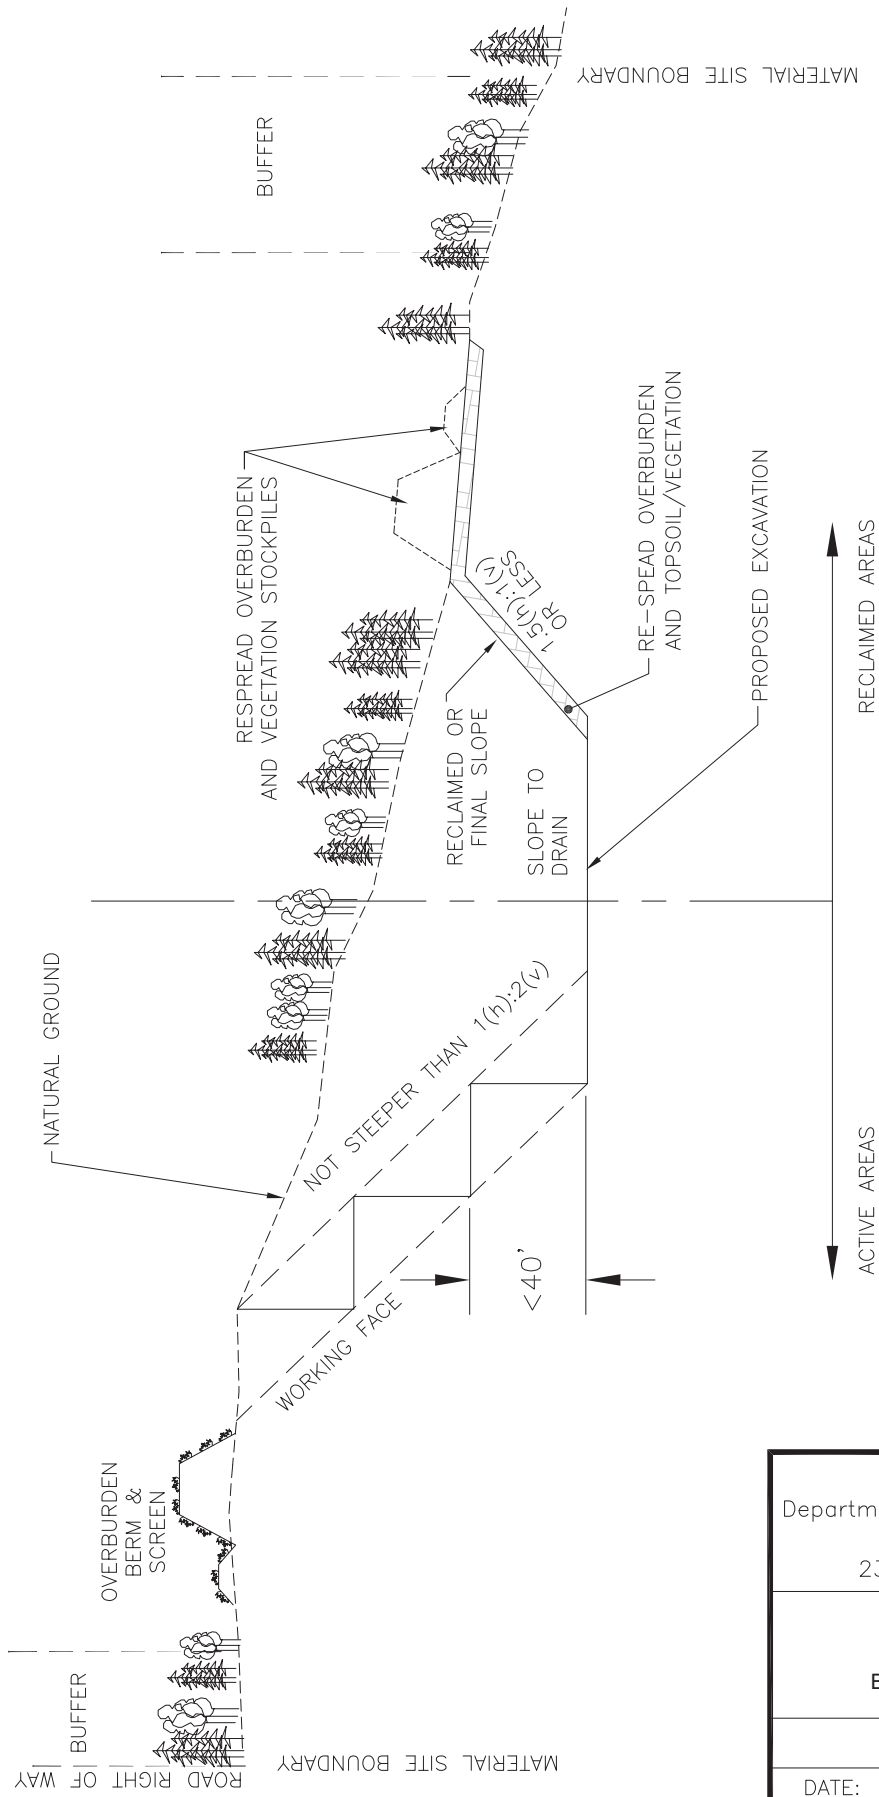 ROAD RIGHT OF WAY
MATERIAL SITE BOUNDARY
BUFFER
OVERBURDEN
BERM &
SCREEN
WORKING FACE
<40'
NATURAL GROUND
NOT STEEPER THAN 1(h):2(v)
RESPREAD OVERBURDEN
AND VEGETATION STOCKPILES
RECLAIMED OR
FINAL SLOPE
SLOPE TO
DRAIN
1.5(h):1(v)
OR LESS
RE-SPEAD OVERBURDEN
AND TOPSOIL/VEGETATION
PROPOSED EXCAVATION
BUFFER
MATERIAL SITE BOUNDARY
ACTIVE AREAS
RECLAIMED AREAS
Departm
DATE: